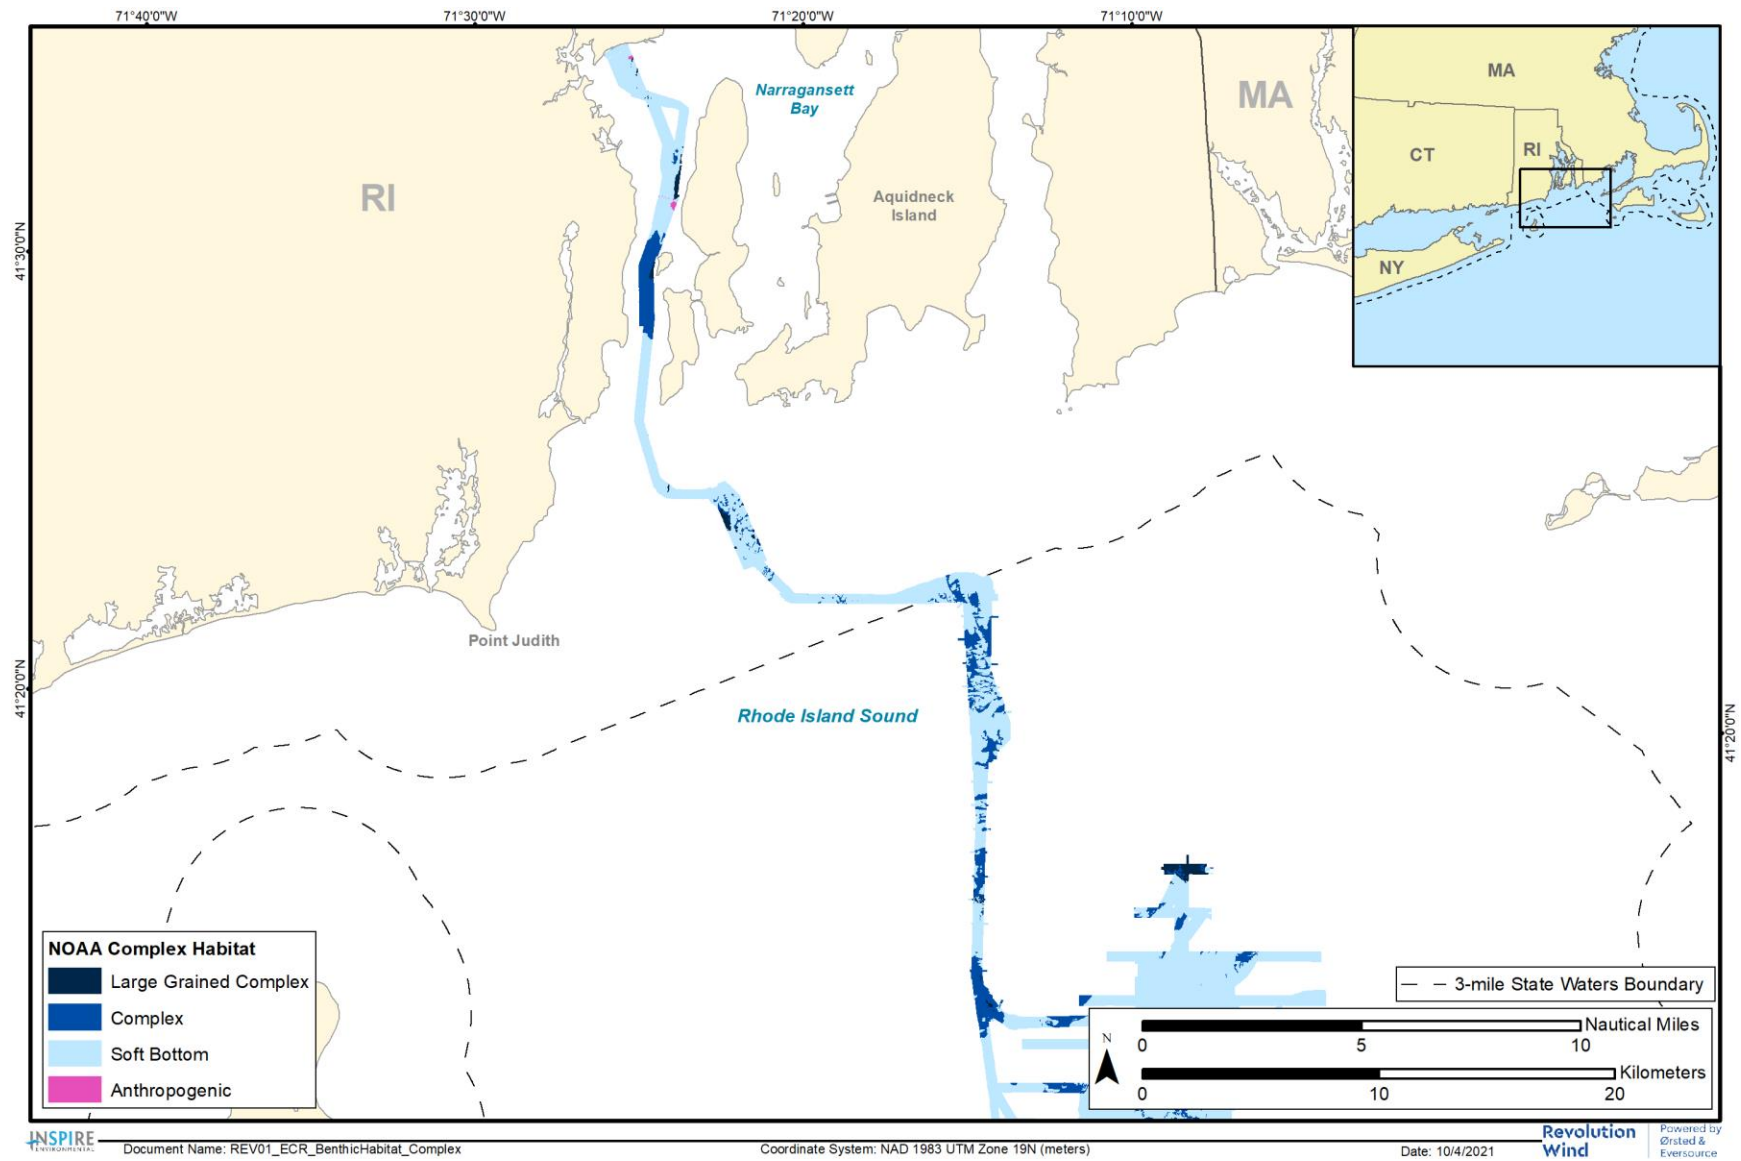 71°40'0"W
71°30'0"W
71°20'0"W
71°10'0"W
Narragansett
Bay
MA
RI
Aquidneck
Island
MA
CT
RI
NY
41°30'0"N
41°20'0"N
41°20'0"N
Point Judith
Rhode Island Sound
NOAA Complex Habitat
Large Grained Complex
Complex
Soft Bottom
Anthropogenic
3-mile State Waters Boundary
N
Nautical Miles
0 5 10
Kilometers
0 10 20
INSPIRE
ENVIRONMENTAL
Document Name: REV01_ECR_BenthicHabitat_Complex
Coordinate System: NAD 1983 UTM Zone 19N (meters)
Date: 10/4/2021
Revolution
Wind
Powered by
Ørsted &
Eversource